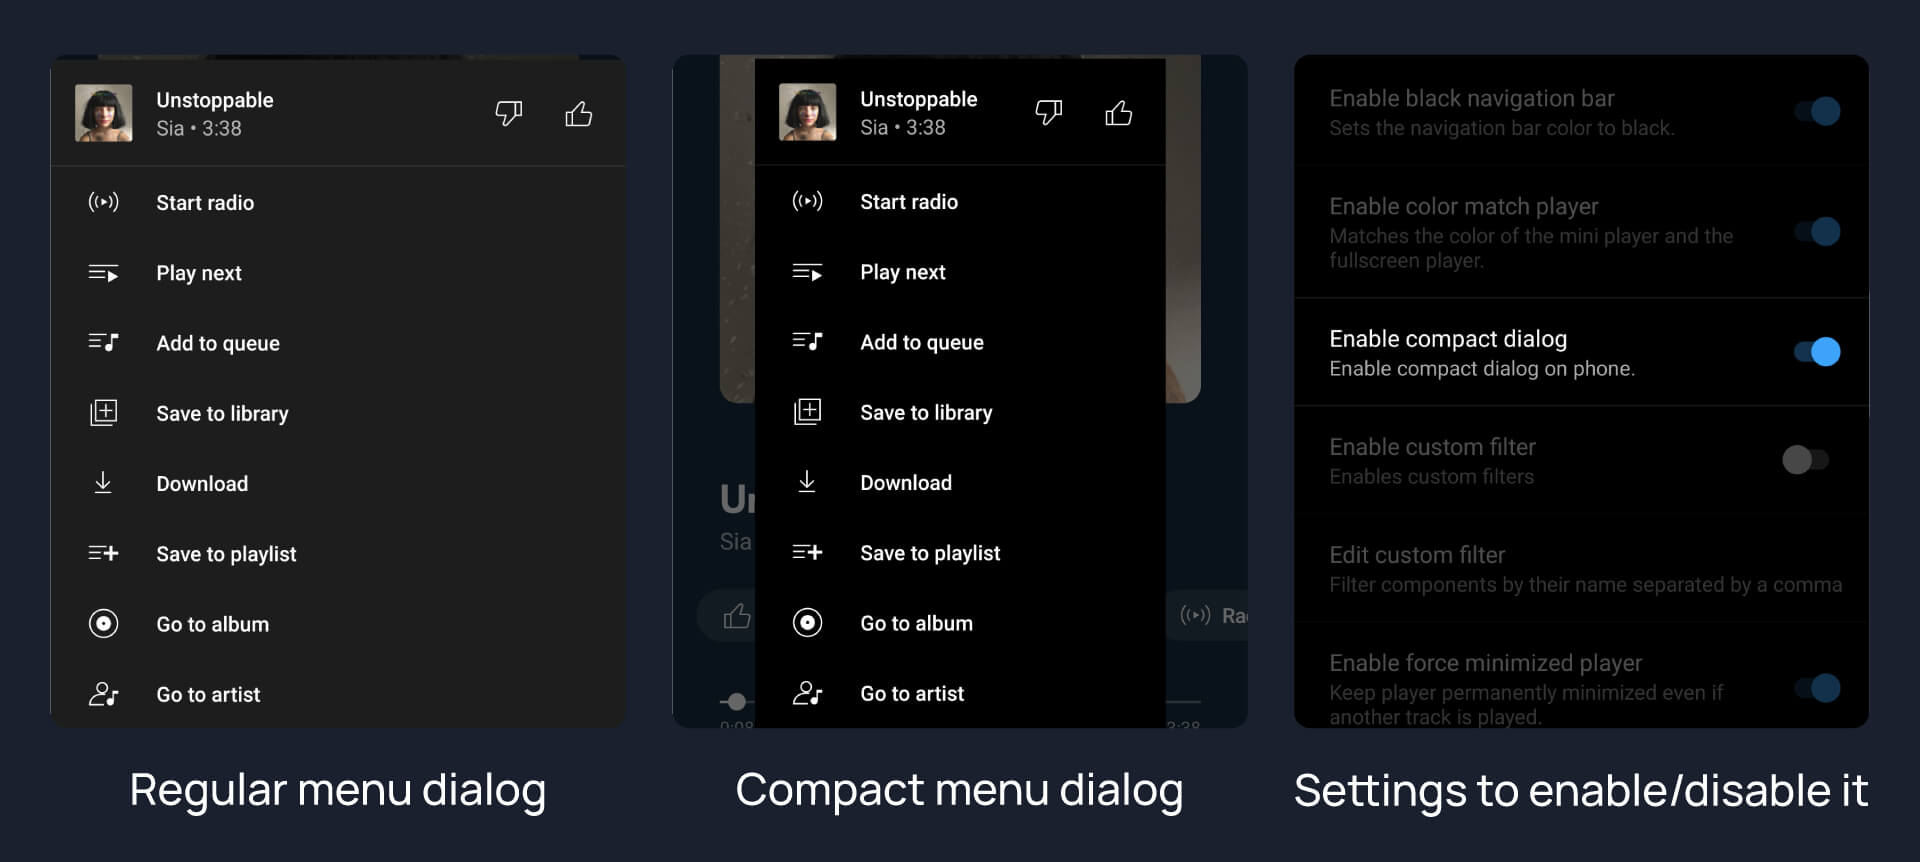 Unstoppable
Sia • 3:38
Start radio
Play next
Add to queue
Save to library
Download
Save to playlist
Go to album
Go to artist
Regular menu dialog
Unstoppable
Sia • 3:38
Start radio
Play next
Add to queue
Save to library
Download
Save to playlist
Go to album
Go to artist
Un
Sia
Ra
0:08
3:38
Compact menu dialog
Enable black navigation bar
Sets the navigation bar color to black.
Enable color match player
Matches the color of the mini player and the
fullscreen player.
Enable compact dialog
Enable compact dialog on phone.
Enable custom filter
Enables custom filters
Edit custom filter
Filter components by their name separated by a comma
Enable force minimized player
Keep player permanently minimized even if
another track is played.
Settings to enable/disable it